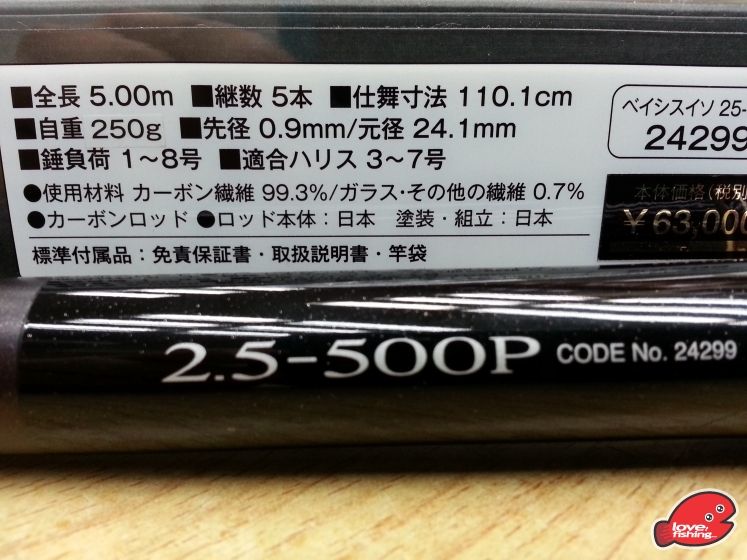 ■全長 5.00m ■継数 5本 ■仕舞寸法 110.1cm
■自重 250g ■先径 0.9mm/元径 24.1mm
■錘負荷 1～8号 ■適合ハリス 3～7号
●使用材料 カーボン繊維 99.3%/ガラス・その他の繊維 0.7%
●カーボンロッド ●ロッド本体：日本 塗装・組立：日本
標準付属品：免責保証書・取扱説明書・竿袋
ベイシスイソ 25-
24299
本体価格(税別
￥63,000
2.5-500P CODE No. 24299
love,
fishing